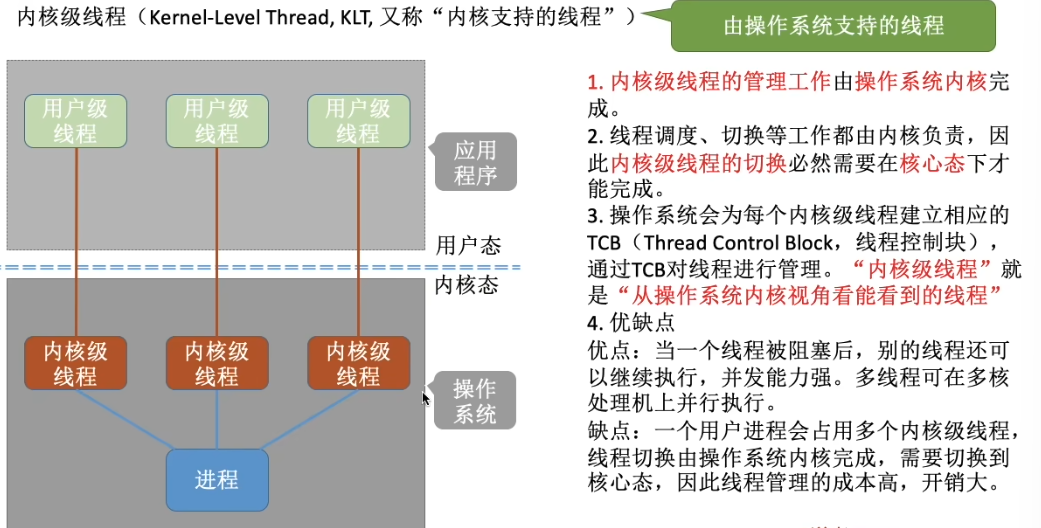 内核级线程（Kernel-Level Thread, KLT, 又称“内核支持的线程”）
由操作系统支持的线程
用户级
线程
用户级
线程
用户级
线程
应用
程序
用户态
内核态
内核级
线程
内核级
线程
内核级
线程
操作
系统
进程
1. 内核级线程的管理工作由操作系统内核完
成。
2. 线程调度、切换等工作都由内核负责，因
此内核级线程的切换必然需要在核心态下才
能完成。
3. 操作系统会为每个内核级线程建立相应的
TCB（Thread Control Block，线程控制块），
通过TCB对线程进行管理。“内核级线程”就
是“从操作系统内核视角看能看到的线程”
4. 优缺点
优点：当一个线程被阻塞后，别的线程还可
以继续执行，并发能力强。多线程可在多核
处理机上并行执行。
缺点：一个用户进程会占用多个内核级线程，
线程切换由操作系统内核完成，需要切换到
核心态，因此线程管理的成本高，开销大。